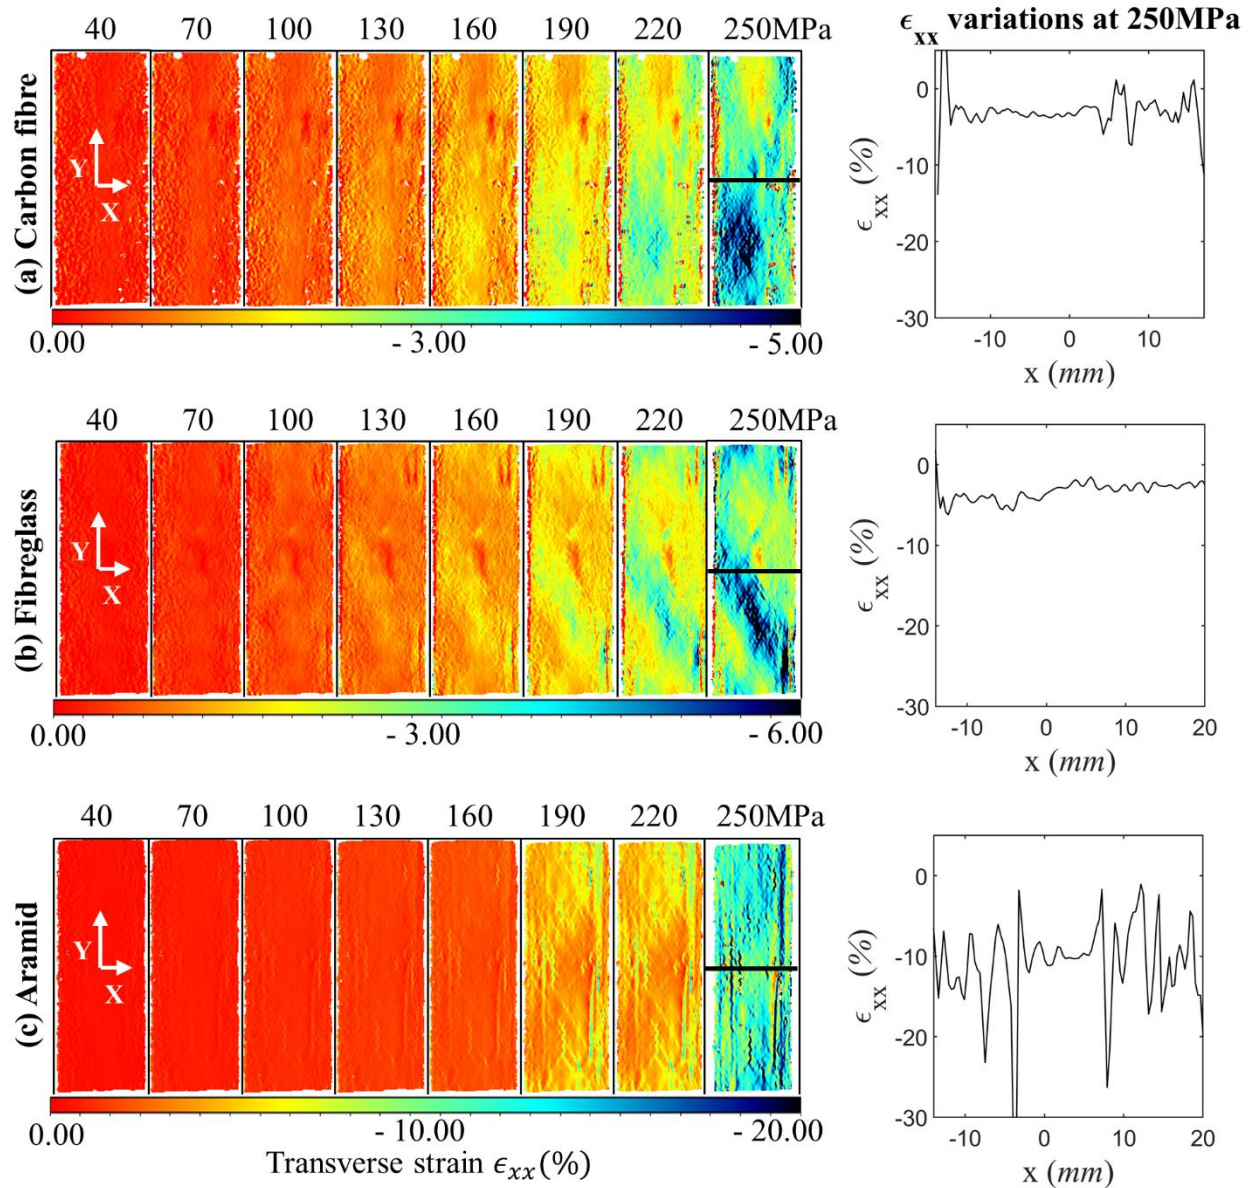 (a) Carbon fibre
40 70 100 130 160 190 220 250MPa
Y
X
0.00 - 3.00 - 5.00
ϵxx variations at 250MPa
0
-10
-20
-30
ϵxx (%)
-10 0 10
x (mm)
(b) Fibreglass
40 70 100 130 160 190 220 250MPa
Y
X
0.00 -3.00 - 6.00
0
-10
-20
-30
ϵxx (%)
-10 0 10 20
x (mm)
(c) Aramid
40 70 100 130 160 190 220 250MPa
Y
X
0.00 - 10.00 - 20.00
Transverse strain ϵxx(%)
0
-10
-20
-30
ϵxx (%)
-10 0 10 20
x (mm)